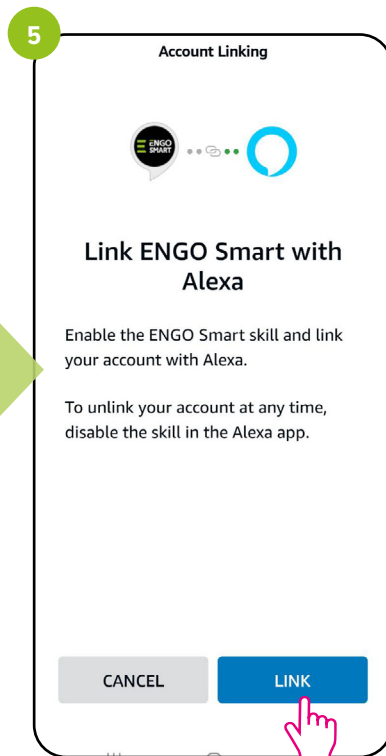 5
Account Linking
ENGO
SMART
Link ENGO Smart with
Alexa
Enable the ENGO Smart skill and link
your account with Alexa.
To unlink your account at any time,
disable the skill in the Alexa app.
CANCEL
LINK